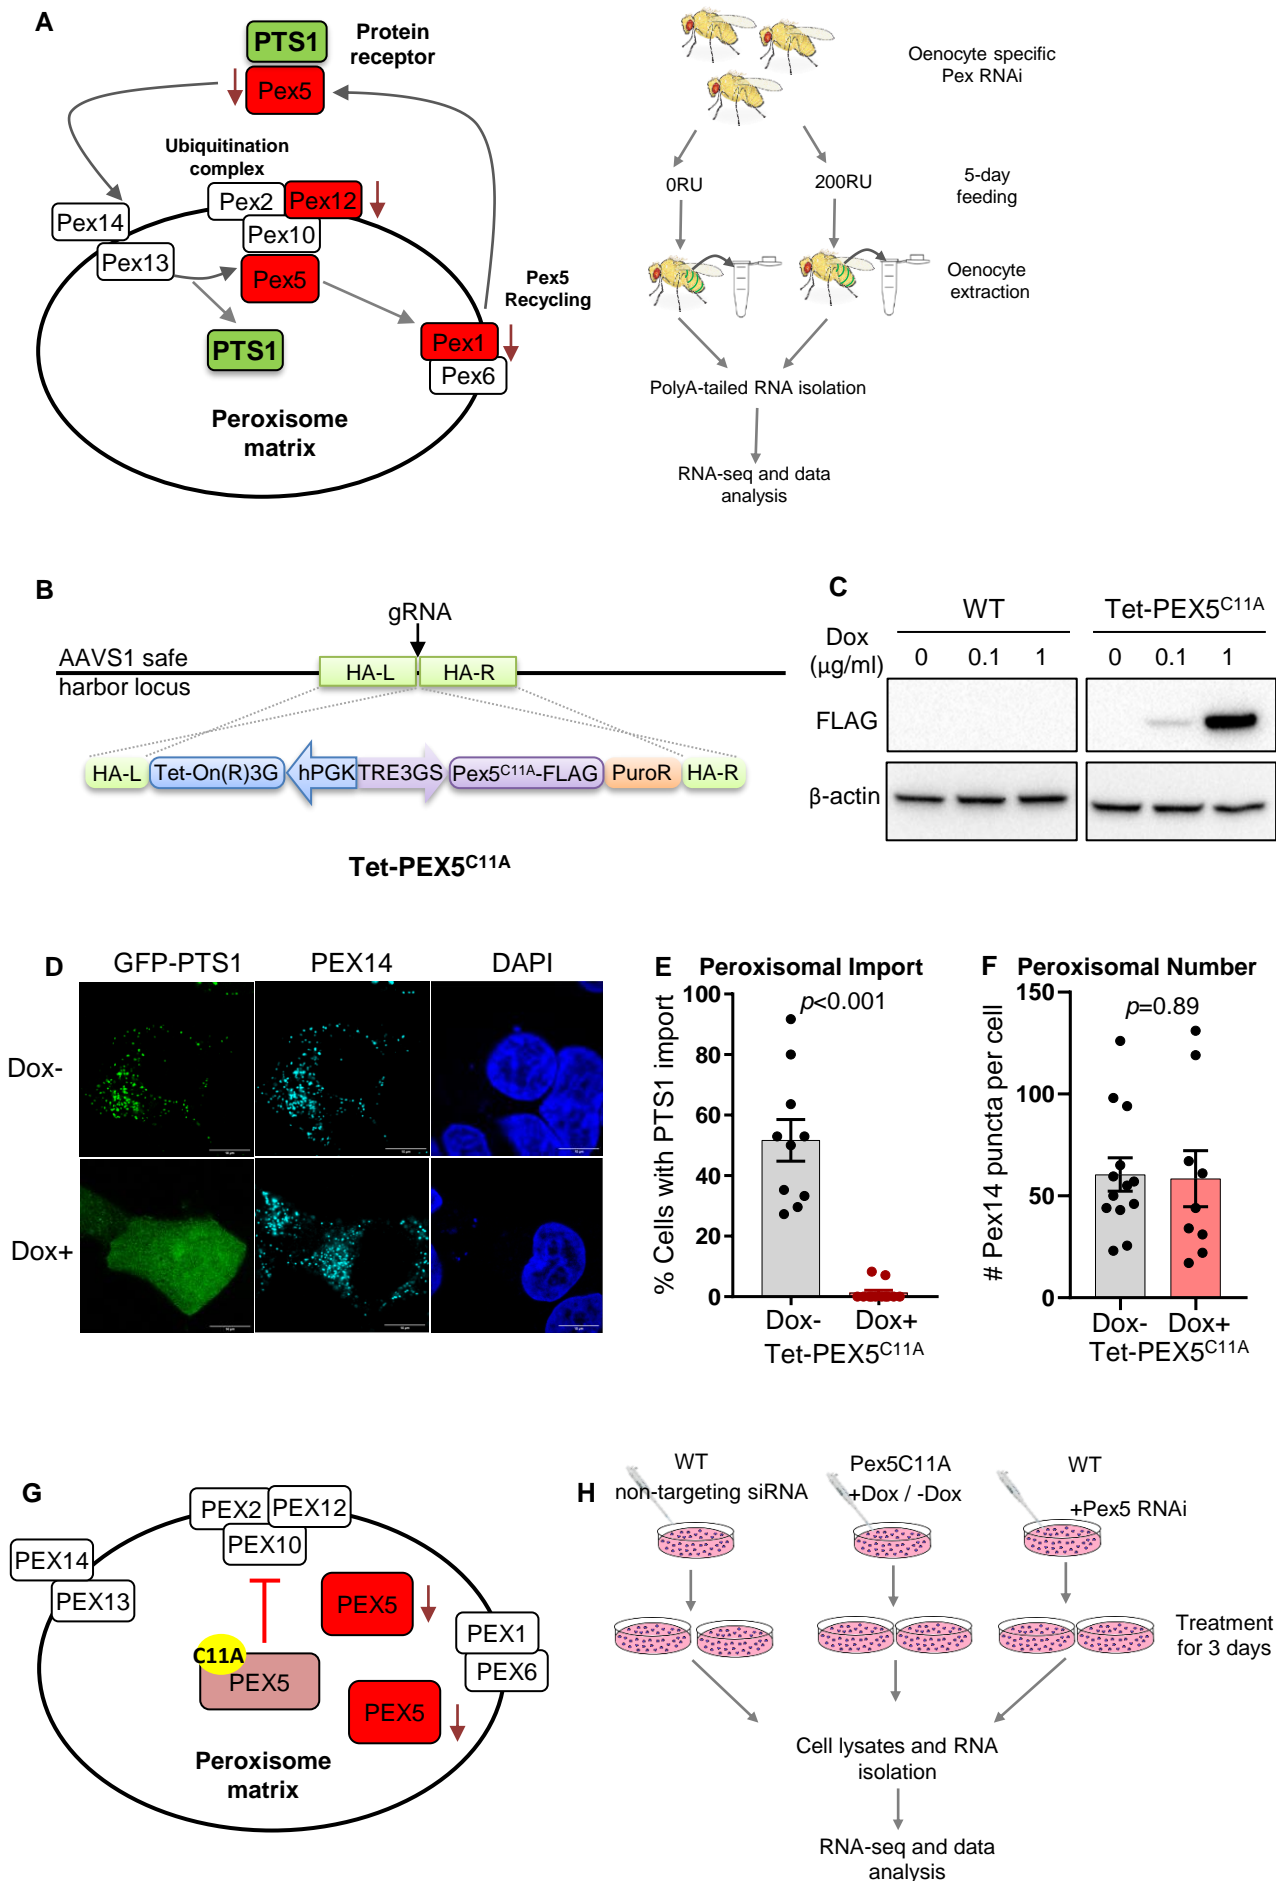 A
PTS1
Protein
receptor
Pex5
Ubiquitination
complex
Pex2
Pex12
Pex14
Pex10
Pex13
Pex5
Pex5
Recycling
PTS1
Pex1
Pex6
Peroxisome
matrix
Oenocyte specific
Pex RNAi
0RU
200RU
5-day
feeding
Oenocyte
extraction
PolyA-tailed RNA isolation
RNA-seq and data
analysis
B
gRNA
AAVS1 safe
harbor locus
HA-L
HA-R
HA-L
Tet-On(R)3G
hPGK
TRE3GS
Pex5C11A-FLAG
PuroR
HA-R
Tet-PEX5C11A
C
WT
Tet-PEX5C11A
Dox
(μg/ml)
0
0.1
1
0
0.1
1
FLAG
β-actin
D
GFP-PTS1
PEX14
DAPI
Dox-
Dox+
E
Peroxisomal Import
p<0.001
% Cells with PTS1 import
100
80
60
40
20
0
Dox-
Dox+
Tet-PEX5C11A
F
Peroxisomal Number
p=0.89
# Pex14 puncta per cell
150
100
50
0
Dox-
Dox+
Tet-PEX5C11A
G
PEX2
PEX12
PEX10
PEX14
PEX13
PEX5
C11A
PEX5
PEX1
PEX6
PEX5
Peroxisome
matrix
H
WT
non-targeting siRNA
Pex5C11A
+Dox / -Dox
WT
+Pex5 RNAi
Treatment
for 3 days
Cell lysates and RNA
isolation
RNA-seq and data
analysis